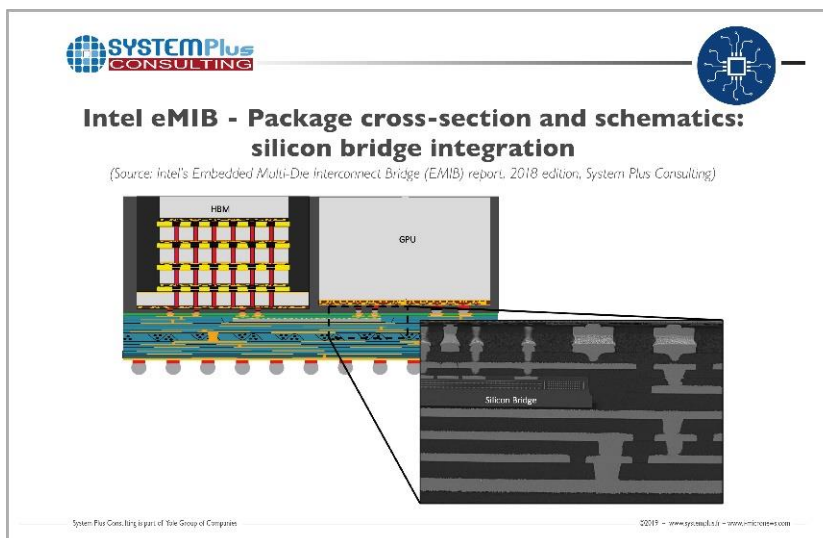 SYSTEMPlus
CONSULTING
Intel eMIB - Package cross-section and schematics:
silicon bridge integration
(Source: Intel's Embedded Multi-Die Interconnect Bridge (EMIB) report, 2018 edition, System Plus Consulting)
HBM
GPU
Silicon Bridge
System Plus Consulting is part of Yole Group of Companies
©2019 – www.systemplus.fr – www.i-micronews.com